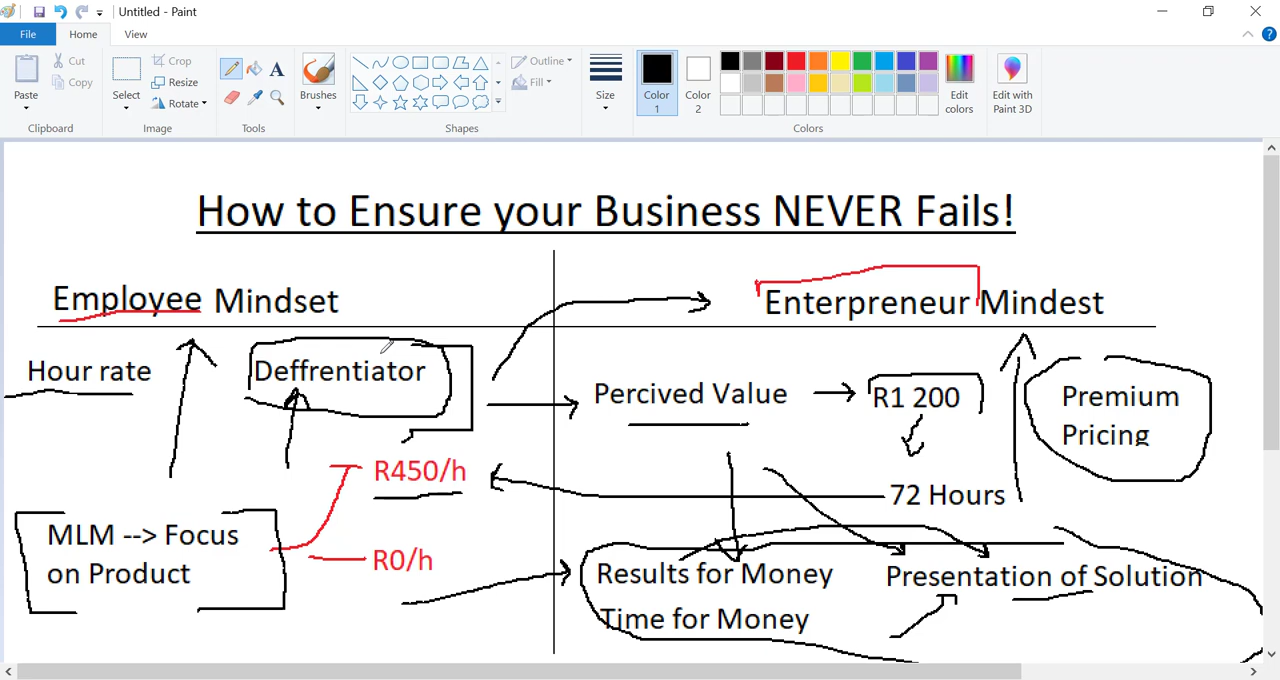 Untitled - Paint
File Home View
Paste
Cut
Copy
Clipboard
Select
Crop
Resize
Rotate
Image
Tools
Brushes
Shapes
Outline
Fill
Size
Color 1
Color 2
Colors
Edit colors
Edit with Paint 3D
How to Ensure your Business NEVER Fails!
Employee Mindset
Enterpreneur Mindest
Hour rate
Deffrentiator
R450/h
MLM --> Focus
on Product
R0/h
Percived Value
R1 200
Premium
Pricing
72 Hours
Results for Money
Presentation of Solution
Time for Money